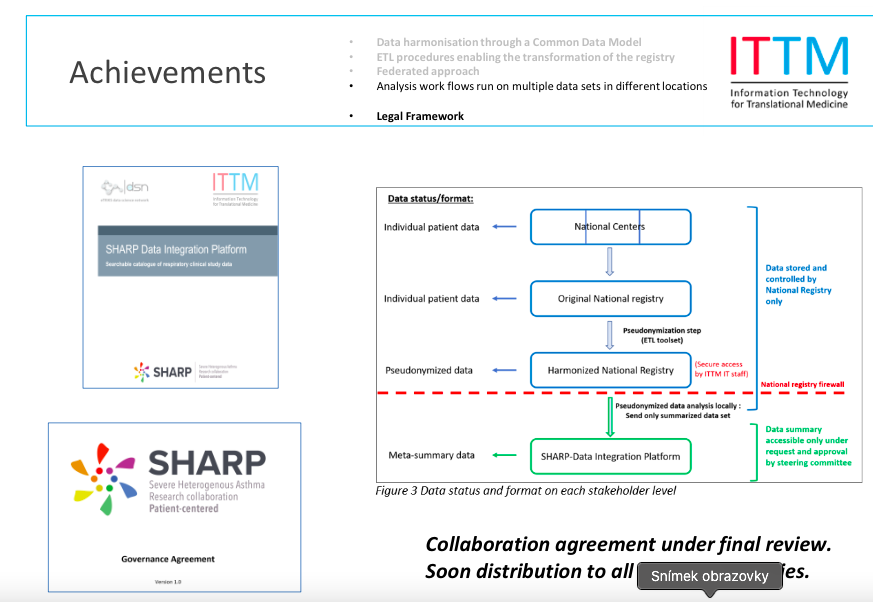 Achievements
• Data harmonisation through a Common Data Model
• ETL procedures enabling the transformation of the registry
• Federated approach
• Analysis work flows run on multiple data sets in different locations
• Legal Framework
ITTM
Information Technology
for Translational Medicine
dsn
ITTM
Information Technology
for Translational Medicine
SHARP Data Integration Platform
Searchable catalogue of respiratory clinical study data
SHARP
Severe Heterogenous Asthma
Research collaboration
Patient-centered
SHARP
Severe Heterogenous Asthma
Research collaboration
Patient-centered
Governance Agreement
Version 1.0
Data status/format:
Individual patient data
National Centers
Individual patient data
Original National registry
Pseudonymization step
(ETL toolset)
Pseudonymized data
Harmonized National Registry
(Secure access
by ITTM IT staff)
Data stored and
controlled by
National Registry
only
National registry firewall
Pseudonymized data analysis locally :
Send only summarized data set
Meta-summary data
SHARP-Data Integration Platform
Data summary
accessible only under
request and approval
by steering committee
Figure 3 Data status and format on each stakeholder level
Collaboration agreement under final review.
Soon distribution to all
Snímek obrazovky